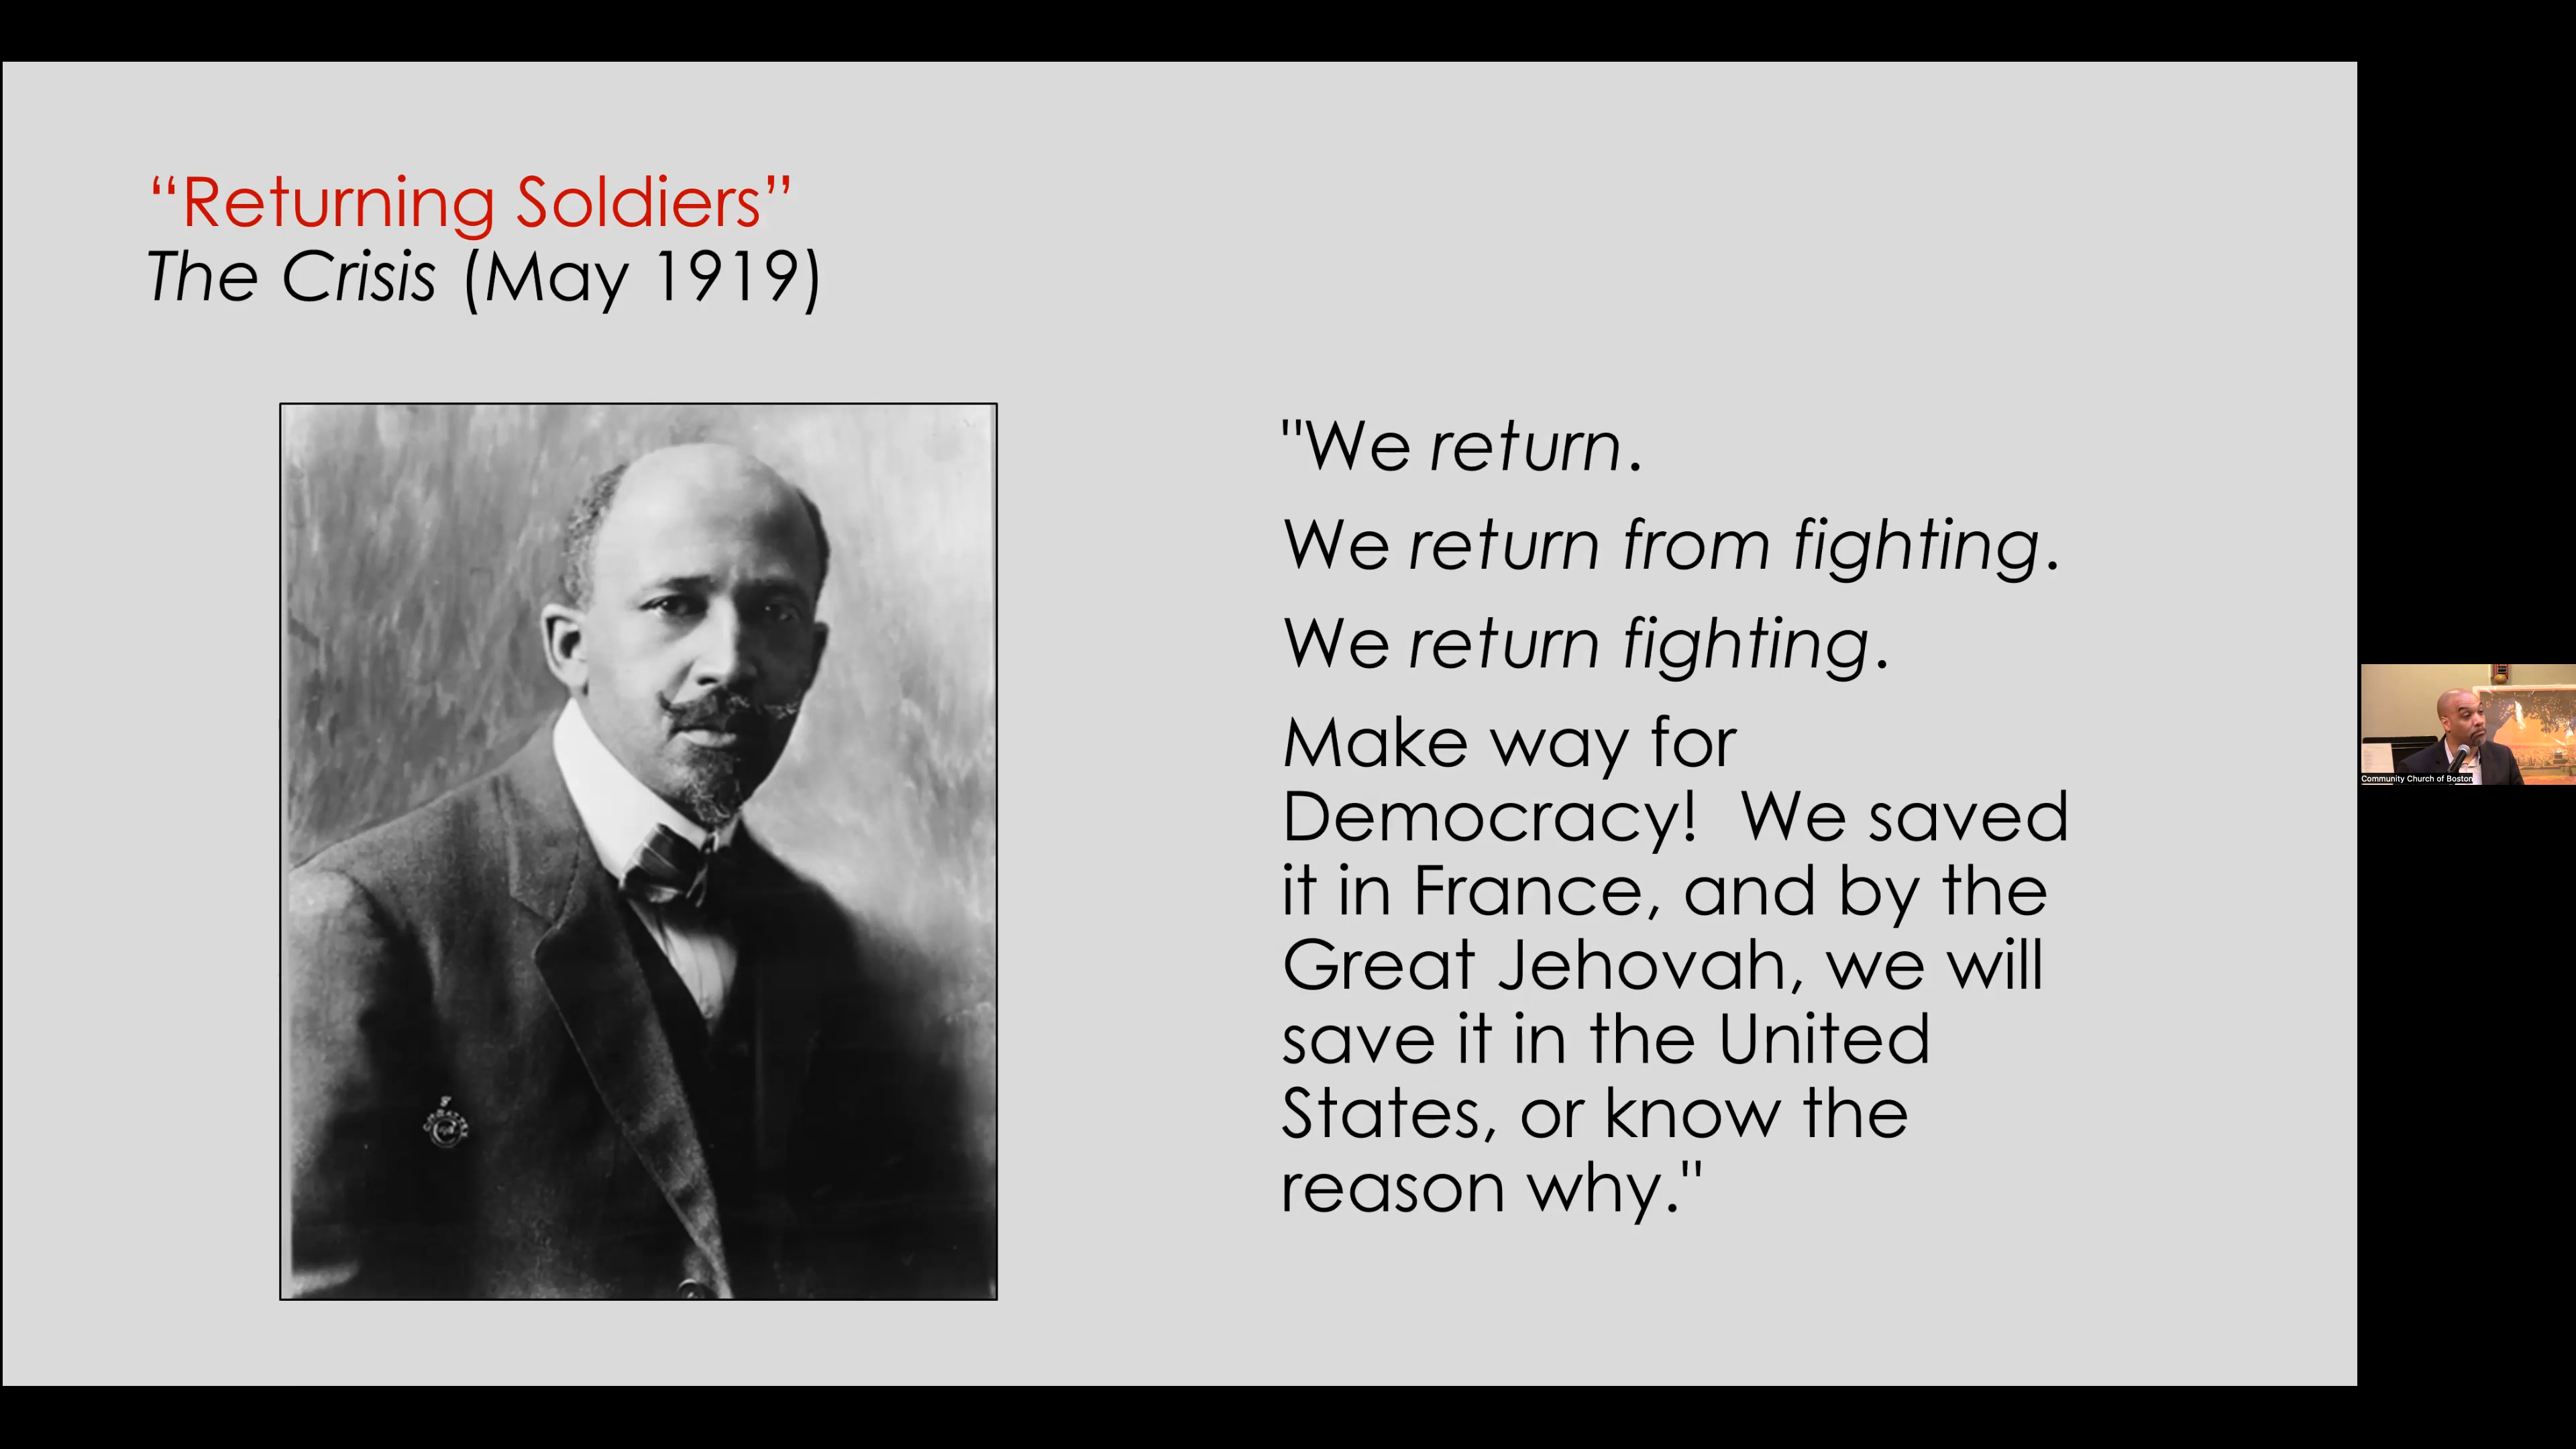 “Returning Soldiers”
The Crisis (May 1919)
"We return.
We return from fighting.
We return fighting.
Make way for
Democracy!  We saved
it in France, and by the
Great Jehovah, we will
save it in the United
States, or know the
reason why."
Community Church of Boston